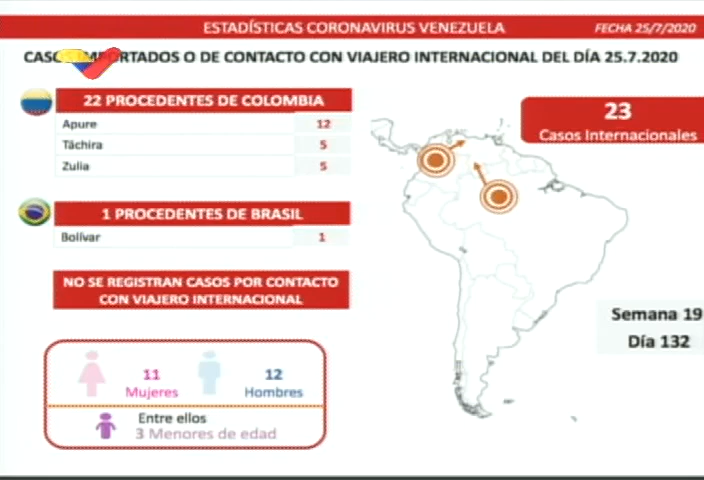 ESTADÍSTICAS CORONAVIRUS VENEZUELA
FECHA 25/7/2020
CASOS IMPORTADOS O DE CONTACTO CON VIAJERO INTERNACIONAL DEL DÍA 25.7.2020
22 PROCEDENTES DE COLOMBIA
Apure 12
Táchira 5
Zulia 5
23
Casos Internacionales
1 PROCEDENTES DE BRASIL
Bolívar 1
NO SE REGISTRAN CASOS POR CONTACTO
CON VIAJERO INTERNACIONAL
Semana 19
Día 132
11
Mujeres
12
Hombres
Entre ellos
3 Menores de edad